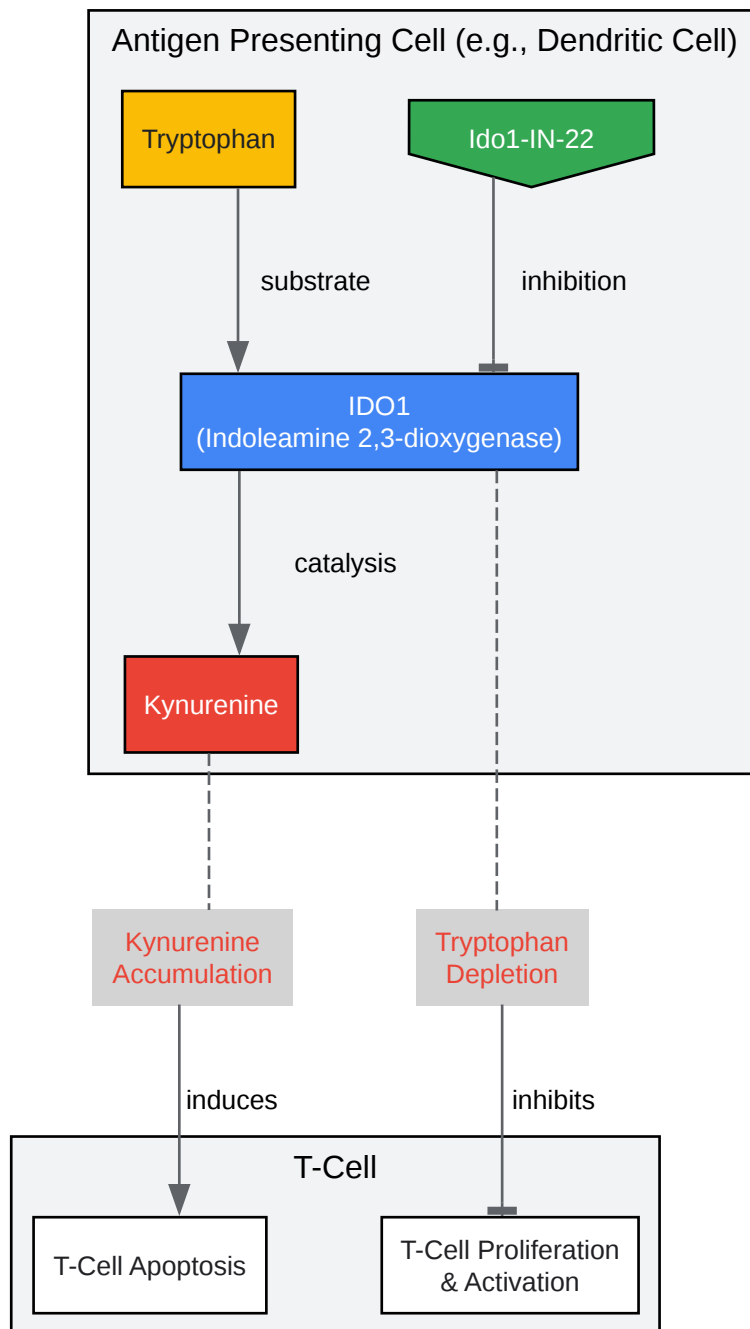 Antigen Presenting Cell (e.g., Dendritic Cell)
Tryptophan
Ido1-IN-22
substrate
inhibition
IDO1
(Indoleamine 2,3-dioxygenase)
catalysis
Kynurenine
Kynurenine
Accumulation
Tryptophan
Depletion
induces
inhibits
T-Cell
T-Cell Apoptosis
T-Cell Proliferation
& Activation